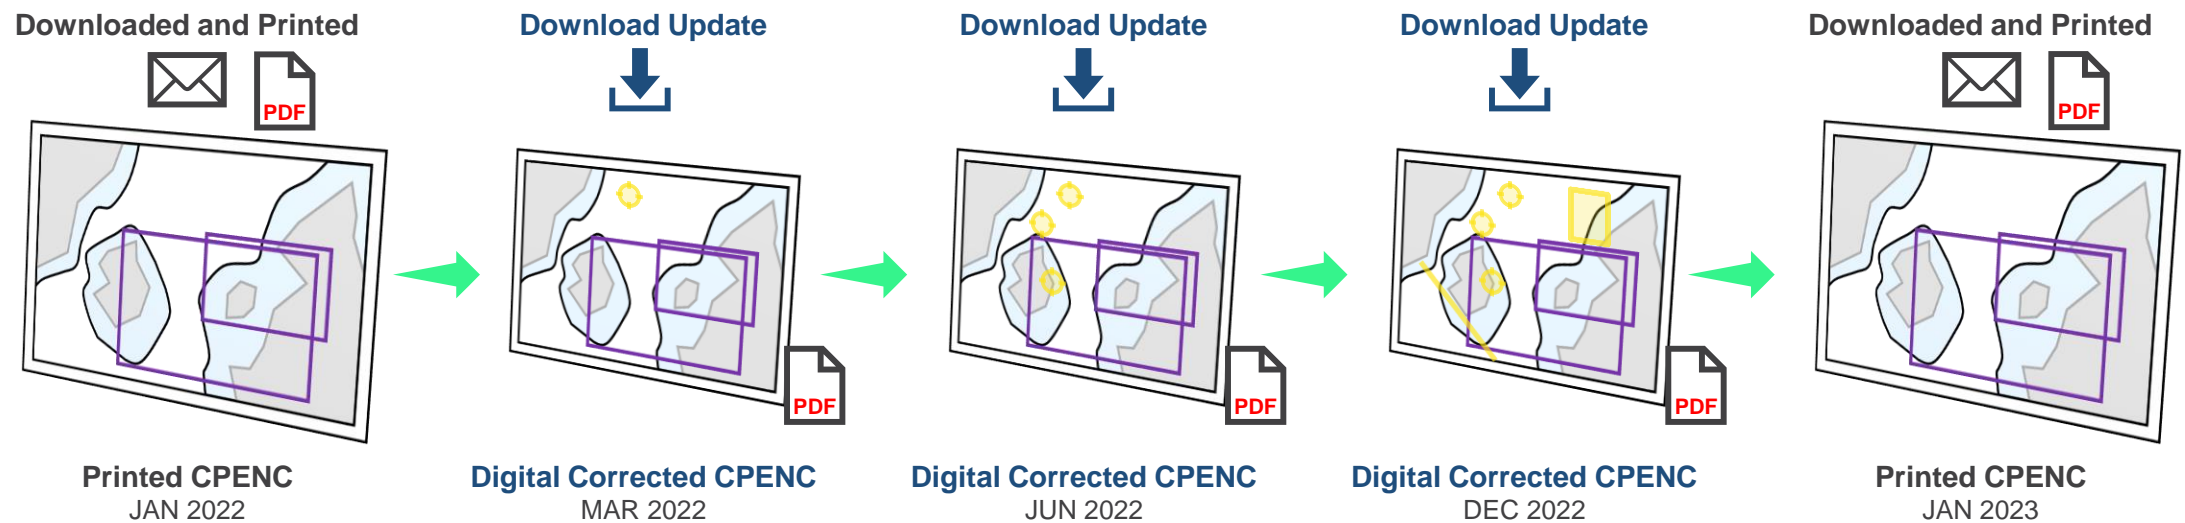 Downloaded and Printed
Download Update
Download Update
Download Update
Downloaded and Printed
PDF
PDF
PDF
PDF
PDF
Printed CPENC
JAN 2022
Digital Corrected CPENC
MAR 2022
Digital Corrected CPENC
JUN 2022
Digital Corrected CPENC
DEC 2022
Printed CPENC
JAN 2023